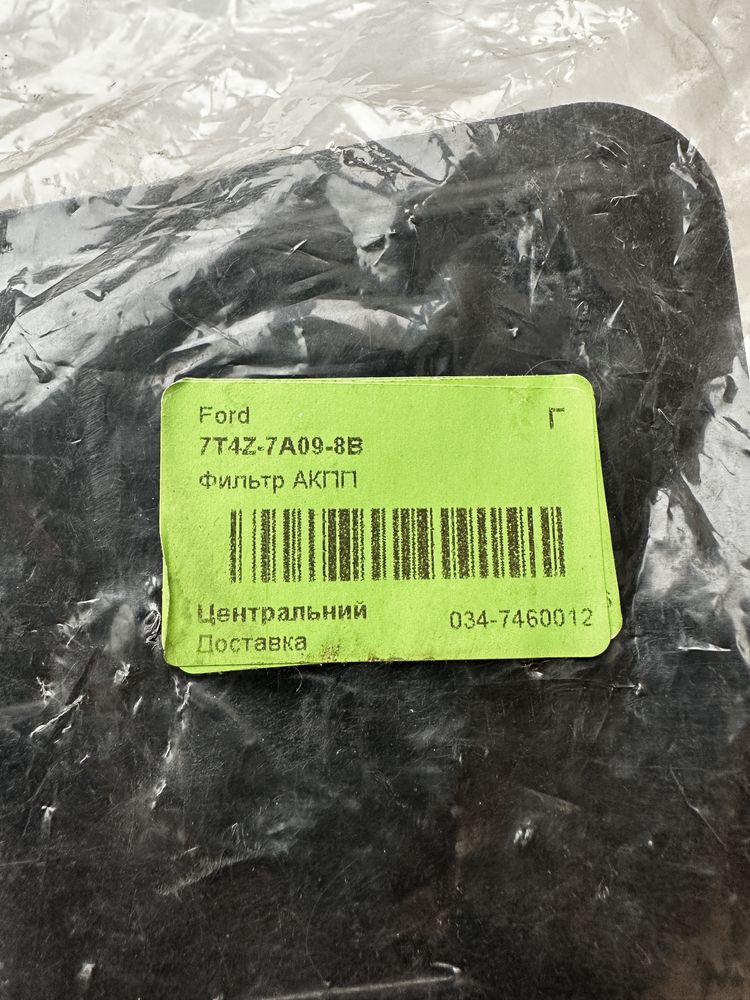 Ford
Г
7T4Z-7A09-8B
Фильтр АКПП
Центральний
034-7460012
Доставка